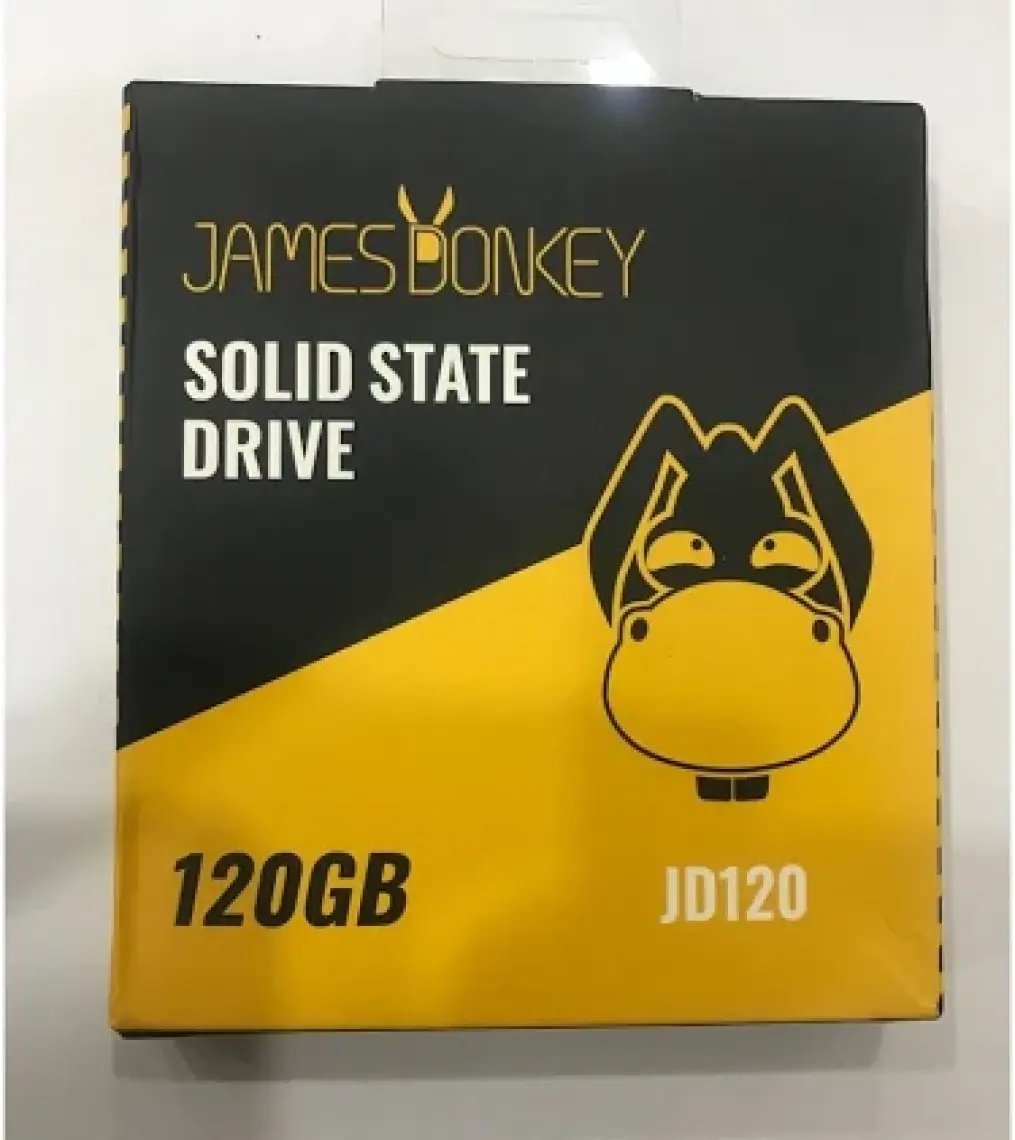 JAMES DONKEY
SOLID STATE
DRIVE
120GB
JD120